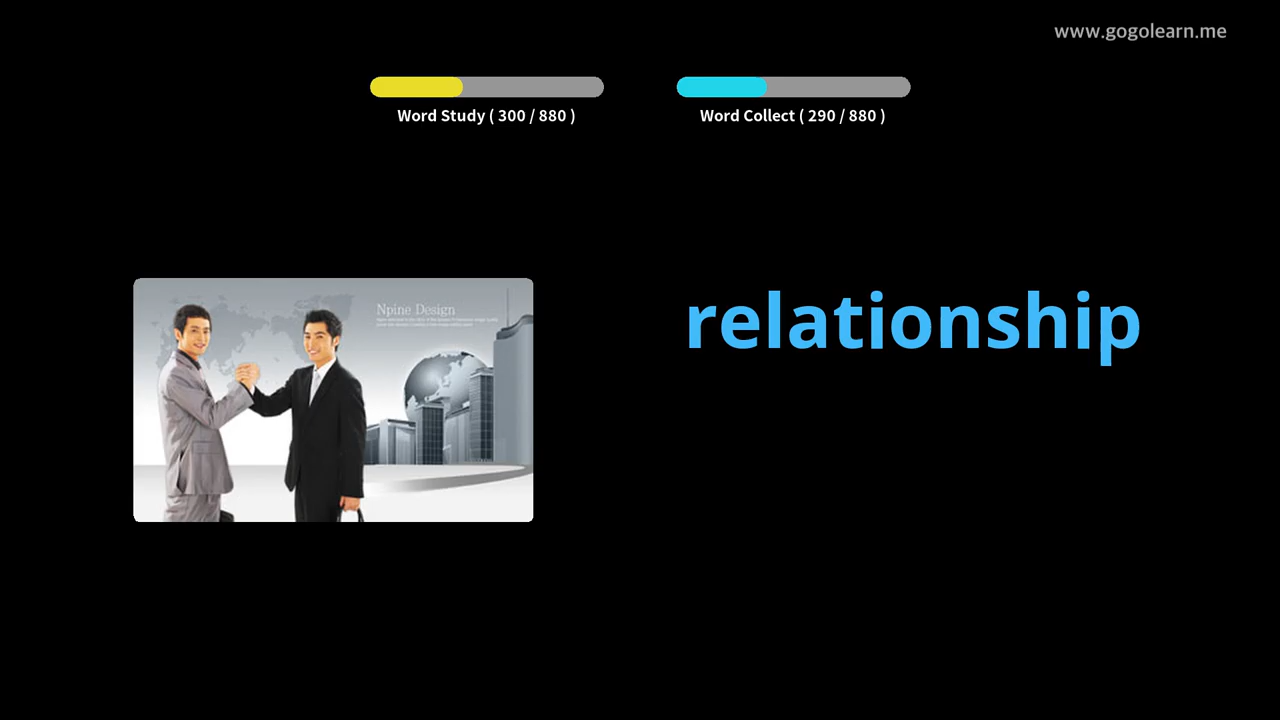 www.gogolearn.me
Word Study ( 300 / 880 )
Word Collect ( 290 / 880 )
Npine Design
relationship